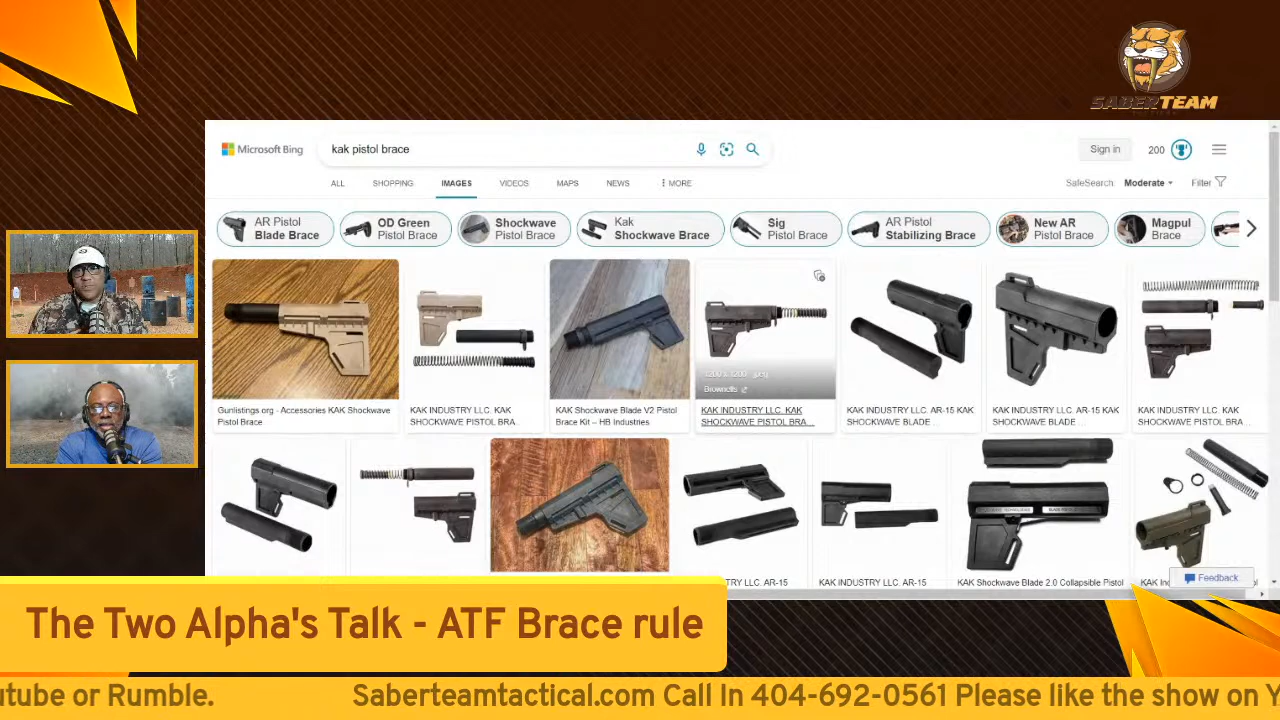 SABERTEAM
Microsoft Bing
kak pistol brace
Sign in
200
ALL
SHOPPING
IMAGES
VIDEOS
MAPS
NEWS
MORE
SafeSearch:
Moderate
Filter
AR Pistol
Blade Brace
OD Green
Pistol Brace
Shockwave
Pistol Brace
Kak
Shockwave Brace
Sig
Pistol Brace
AR Pistol
Stabilizing Brace
New AR
Pistol Brace
Magpul
Brace
1200 x 1200 · jpeg
Brownells
Gunlistings org - Accessories KAK Shockwave
Pistol Brace
KAK INDUSTRY LLC. KAK
SHOCKWAVE PISTOL BRA...
KAK Shockwave Blade V2 Pistol
Brace Kit – HB Industries
KAK INDUSTRY LLC. KAK
SHOCKWAVE PISTOL BRA...
KAK INDUSTRY LLC. AR-15 KAK
SHOCKWAVE BLADE ...
KAK INDUSTRY LLC. AR-15 KAK
SHOCKWAVE BLADE ...
KAK INDUSTRY LLC. KAK
SHOCKWAVE PISTOL BRA...
TRY LLC. AR-15
KAK INDUSTRY LLC. AR-15
KAK Shockwave Blade 2.0 Collapsible Pistol
Feedback
The Two Alpha's Talk - ATF Brace rule
utube or Rumble.
Saberteamtactical.com Call In 404-692-0561 Please like the show on Y